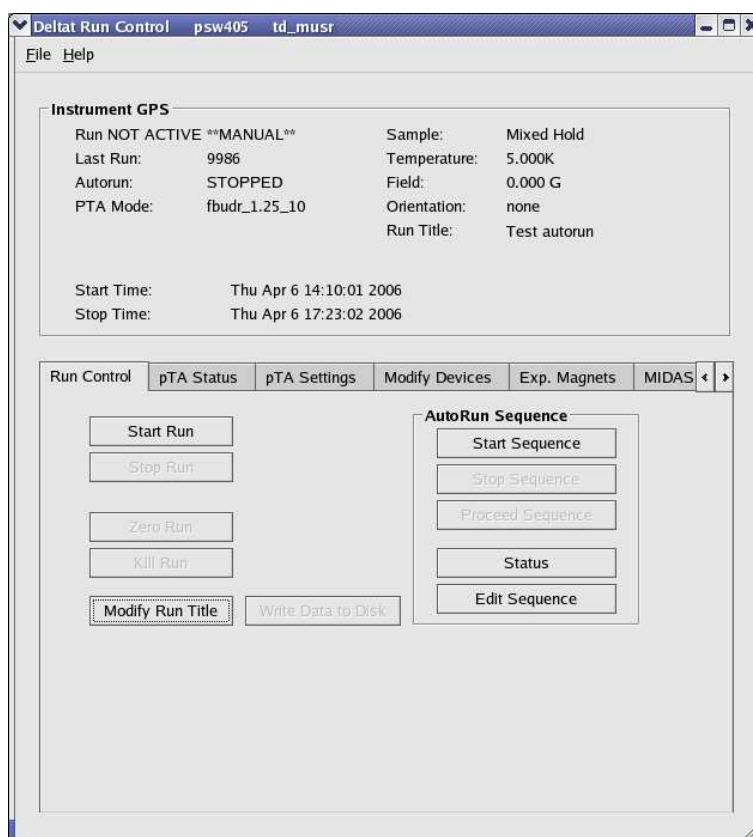 Deltat Run Control psw405 td_musr
File Help
Instrument GPS
Run NOT ACTIVE **MANUAL**
Last Run: 9986
Autorun: STOPPED
PTA Mode: fbudr_1.25_10
Sample: Mixed Hold
Temperature: 5.000K
Field: 0.000 G
Orientation: none
Run Title: Test autorun
Start Time: Thu Apr 6 14:10:01 2006
Stop Time: Thu Apr 6 17:23:02 2006
Run Control pTA Status pTA Settings Modify Devices Exp. Magnets MIDAS
Start Run
Stop Run
Zero Run
Kill Run
Modify Run Title Write Data to Disk
AutoRun Sequence
Start Sequence
Stop Sequence
Proceed Sequence
Status
Edit Sequence